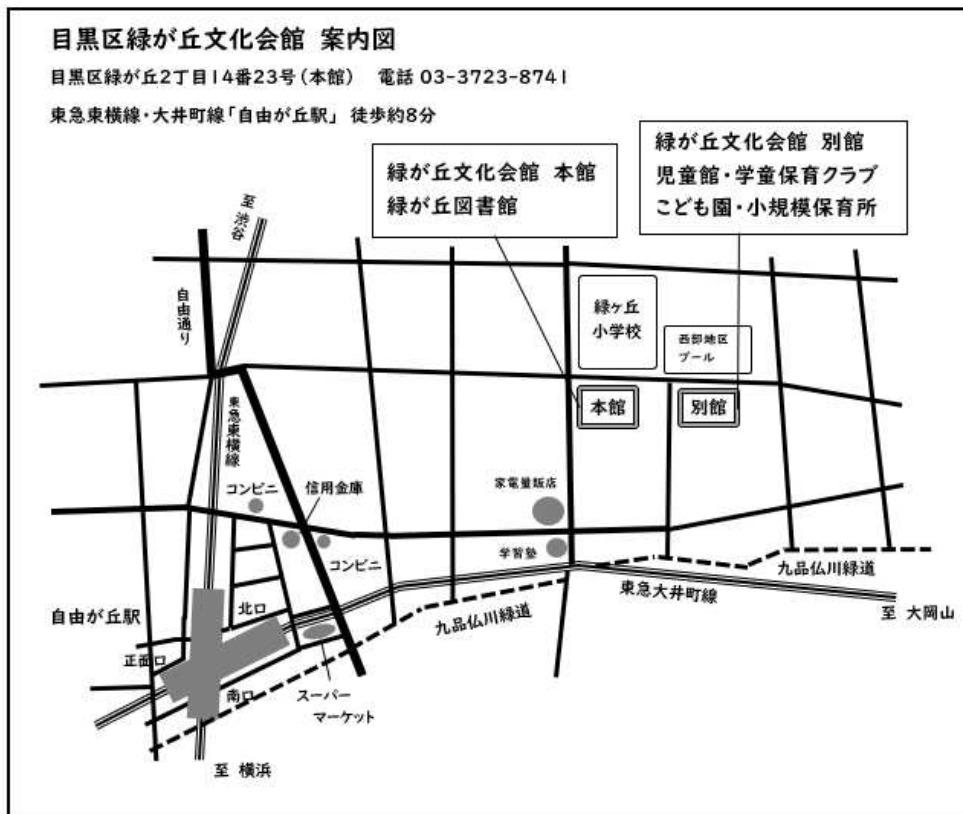 目黒区緑が丘文化会館 案内図
目黒区緑が丘2丁目14番23号(本館) 電話 03-3723-8741
東急東横線・大井町線「自由が丘駅」 徒歩約8分
緑が丘文化会館 本館
緑が丘図書館
緑が丘文化会館 別館
児童館・学童保育クラブ
こども園・小規模保育所
至 渋谷
自由通り
緑ヶ丘
小学校
西部地区
プール
東急東横線
本館
別館
コンビニ
信用金庫
家電量販店
コンビニ
学習塾
自由が丘駅
北口
正面口
南口
スーパー
マーケット
九品仏川緑道
東急大井町線
九品仏川緑道
至 大岡山
至 横浜